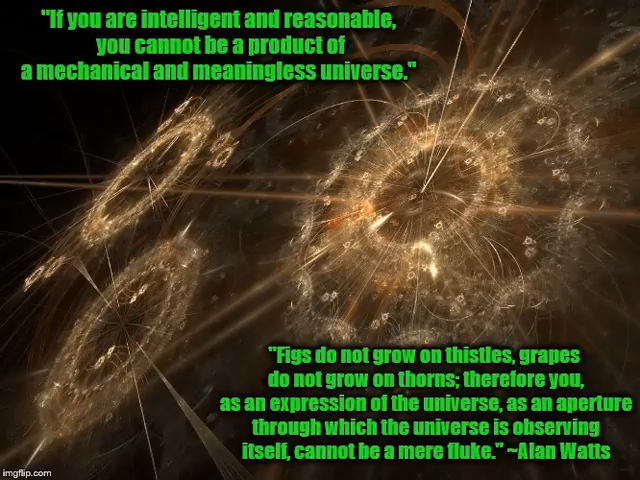 "If you are intelligent and reasonable,
you cannot be a product of
a mechanical and meaningless universe."
"Figs do not grow on thistles, grapes
do not grow on thorns; therefore you,
as an expression of the universe, as an aperture
through which the universe is observing
itself, cannot be a mere fluke." ~Alan Watts
imgflip.com